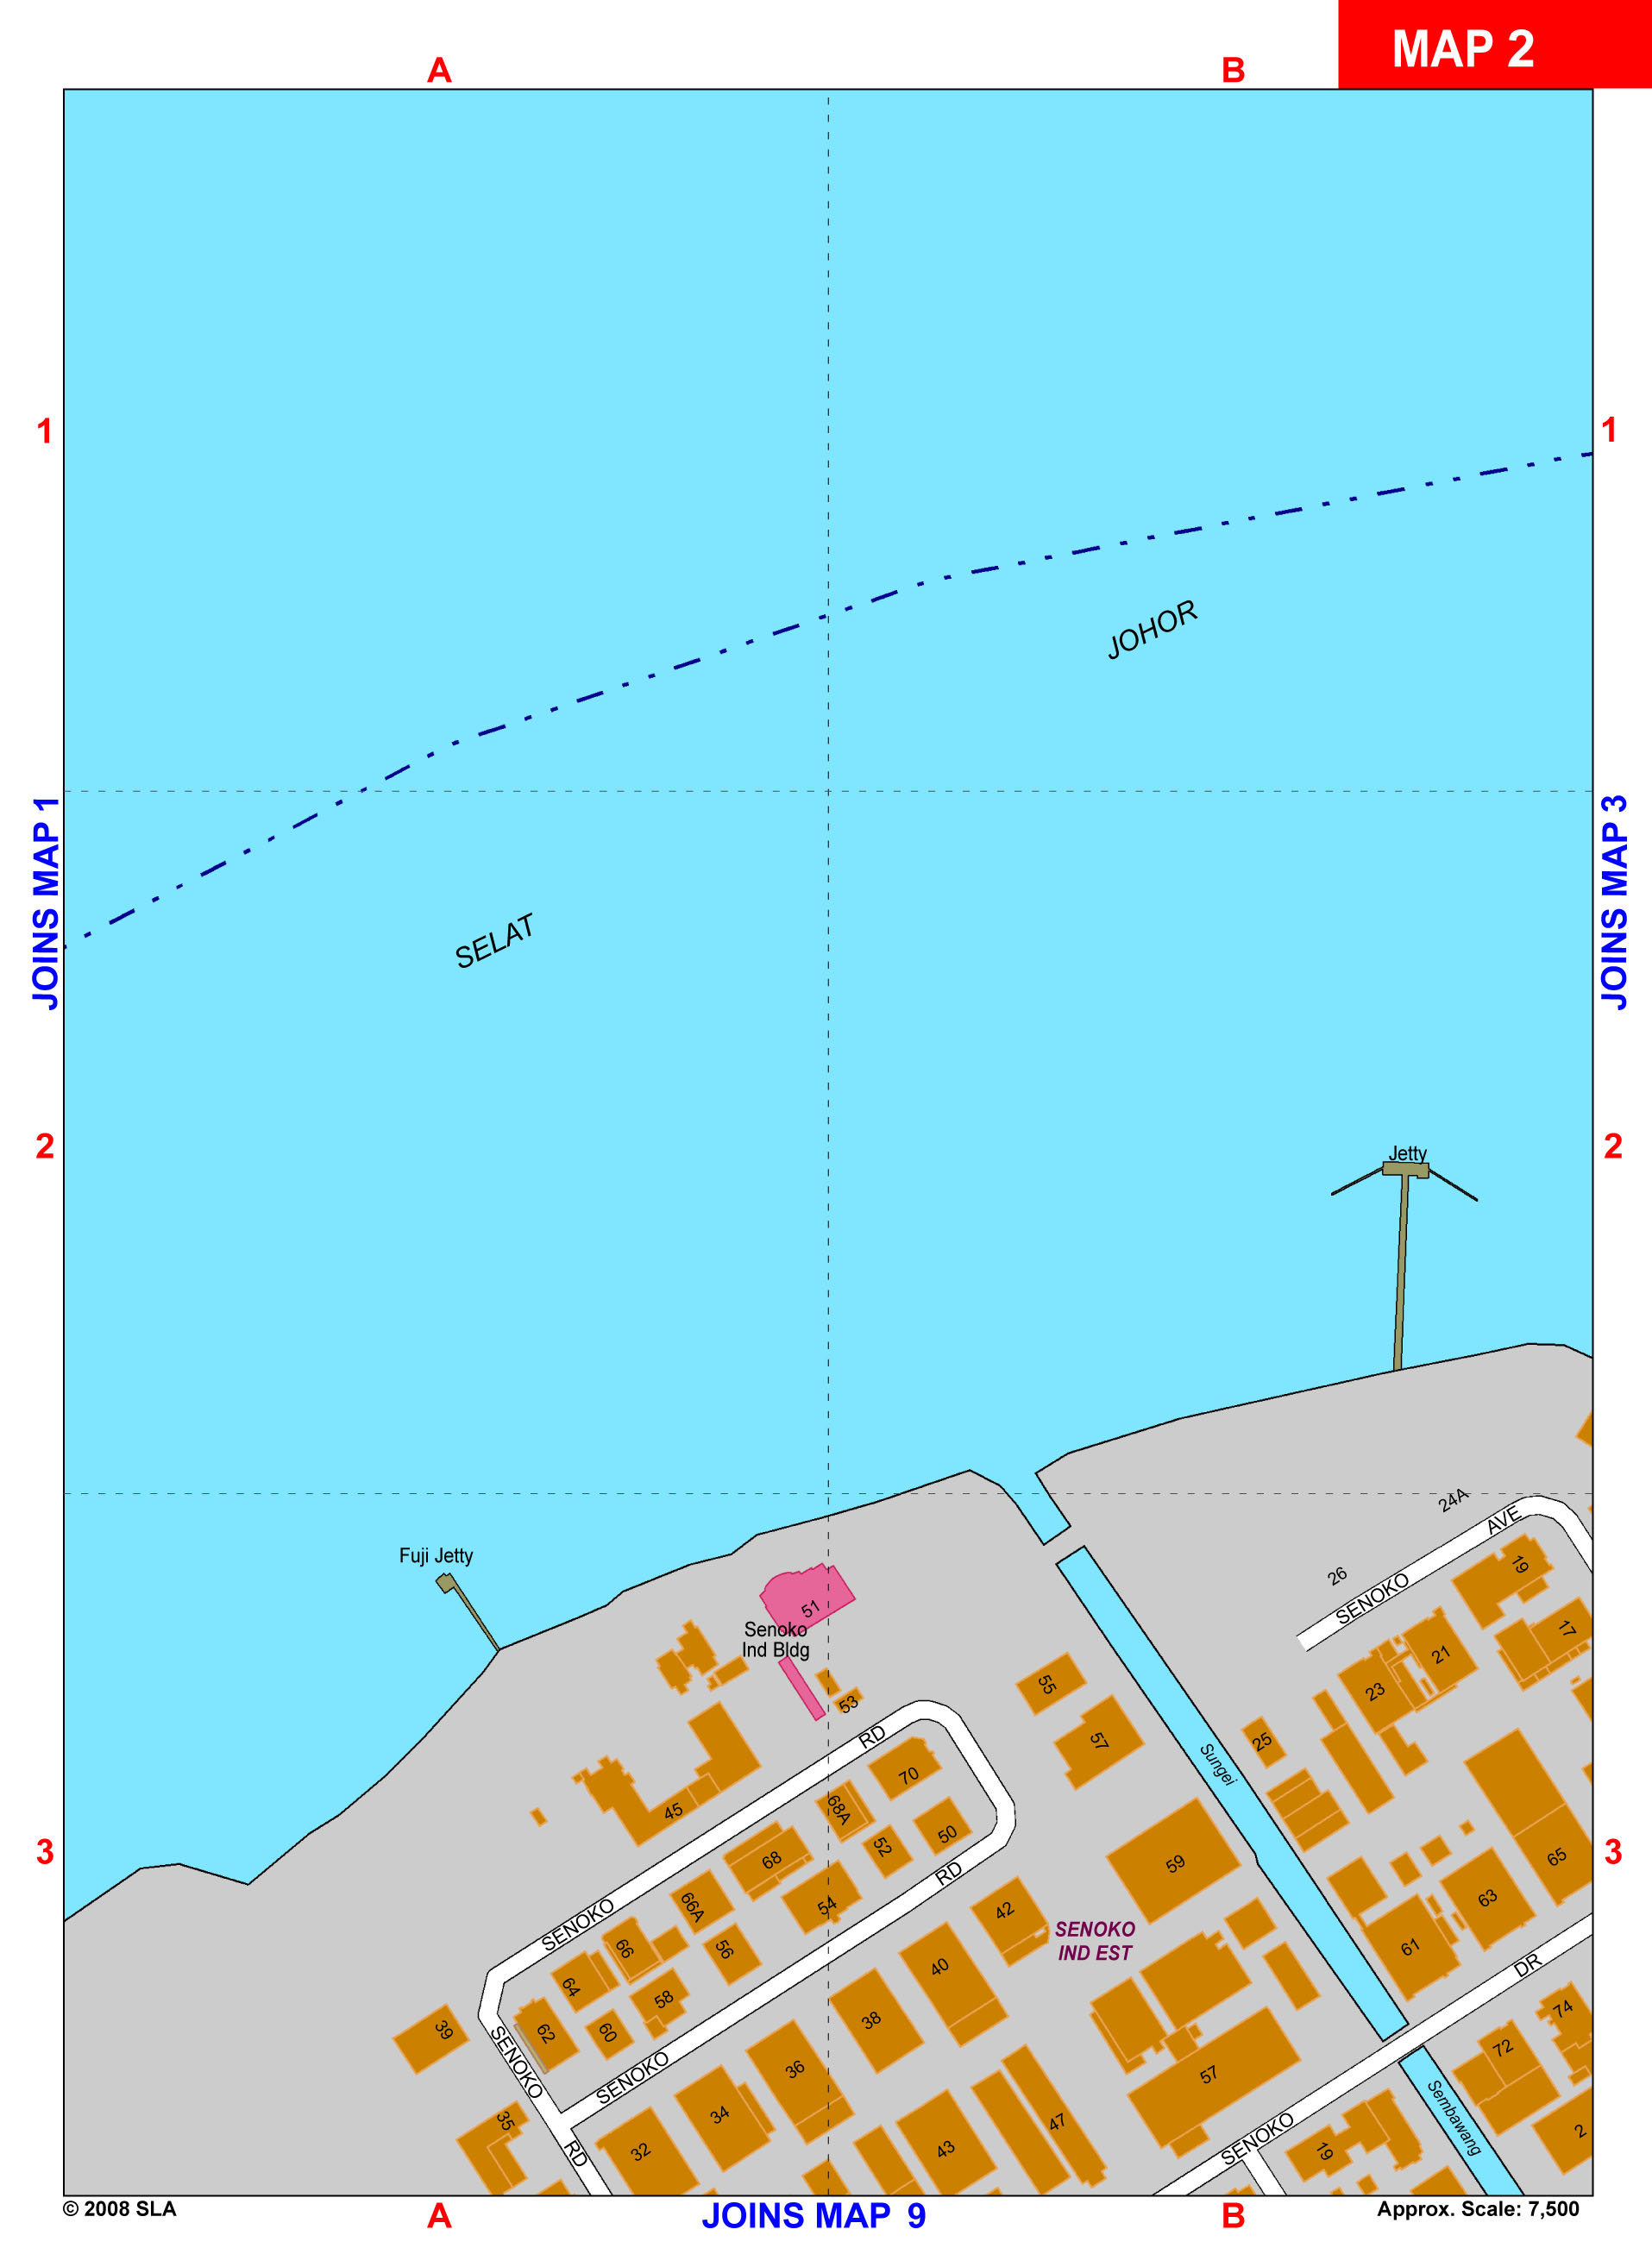 MAP 2
A
B
1
1
JOHOR
JOINS MAP 1
JOINS MAP 3
SELAT
2
2
Jetty
24A
AVE
Fuji Jetty
19
26
SENOKO
51
17
Senoko
Ind Bldg
21
55
23
53
RD
57
25
Sungei
70
68A
45
50
52
3
3
65
68
59
63
66A
54
42
SENOKO
SENOKO
IND EST
66
56
61
40
DR
64
58
74
38
39
62
60
72
SENOKO
SENOKO
RD
36
57
Sembawang
35
34
47
2
32
43
SENOKO
19
RD
© 2008 SLA
A
JOINS MAP 9
B
Approx. Scale: 7,500